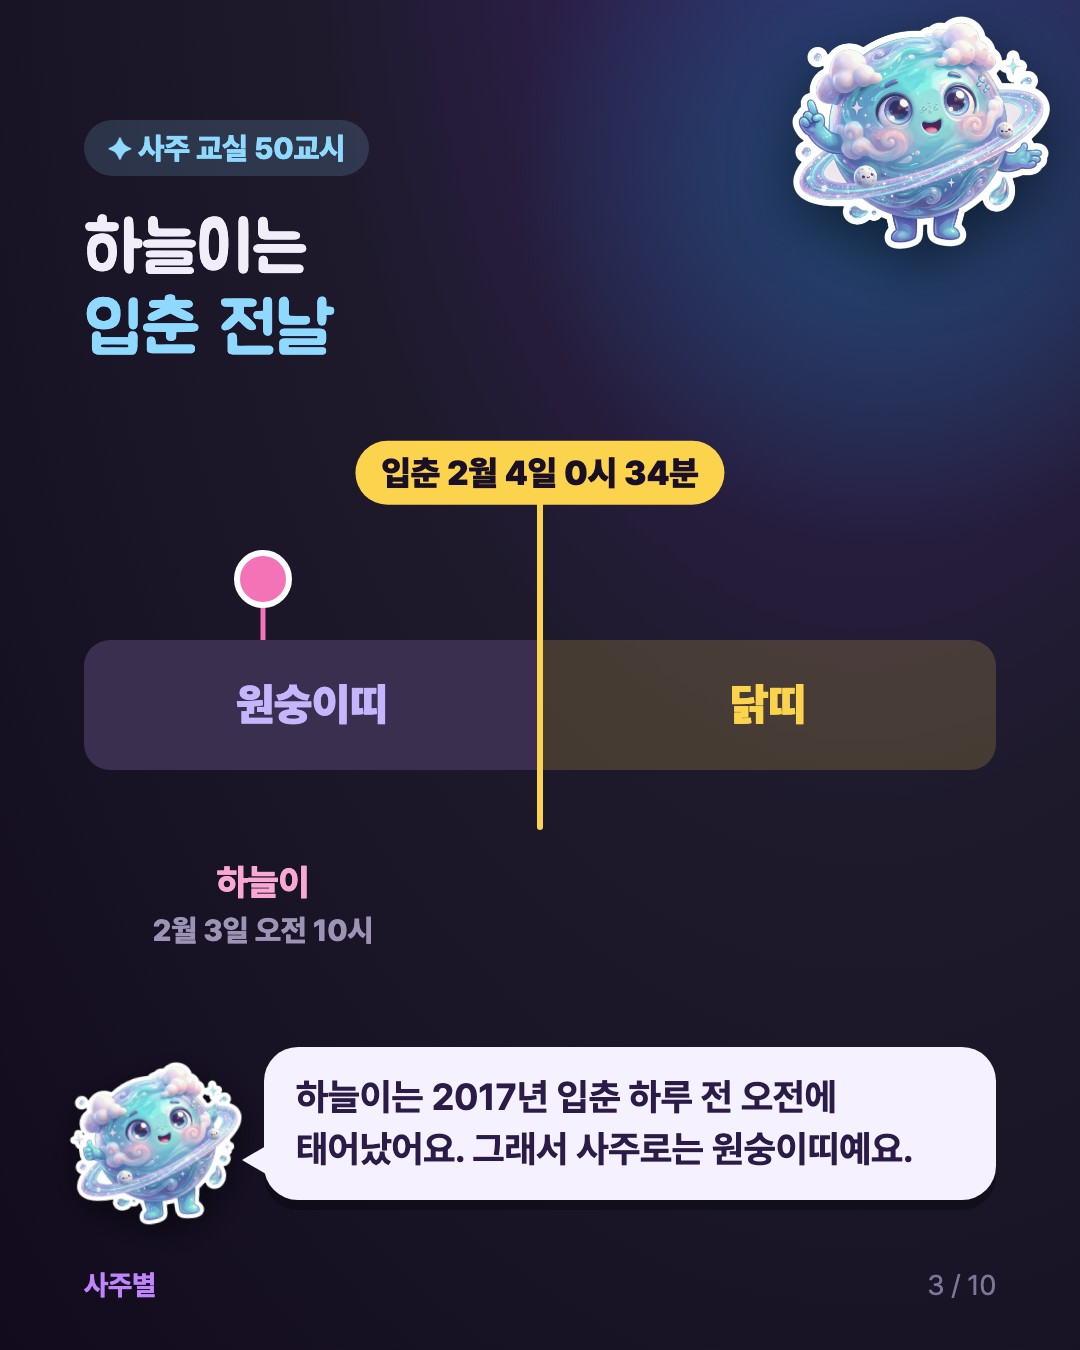 사주 교실 50교시
하늘이는
입춘 전날
입춘 2월 4일 0시 34분
원숭이띠
닭띠
하늘이
2월 3일 오전 10시
하늘이는 2017년 입춘 하루 전 오전에
태어났어요. 그래서 사주로는 원숭이띠예요.
사주별
3 / 10